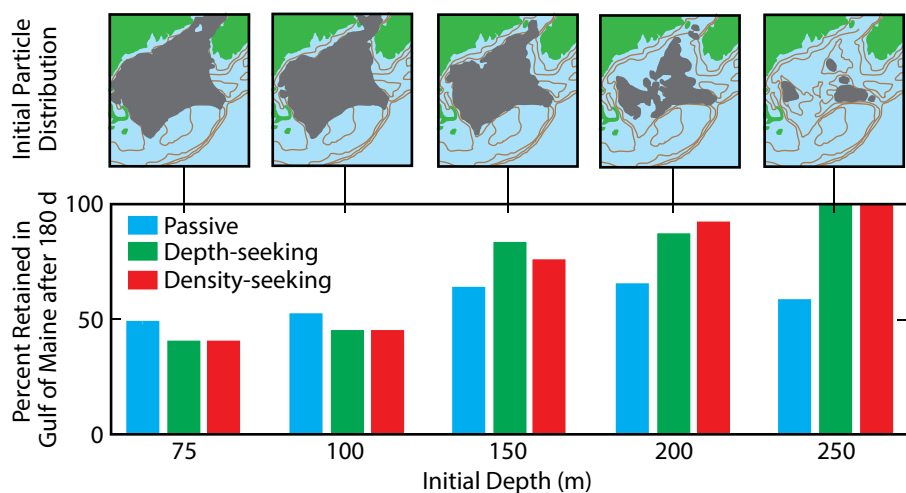 Initial Particle
Distribution
Percent Retained in
Gulf of Maine after 180 d
100
50
0
Passive
Depth-seeking
Density-seeking
75
100
150
200
250
Initial Depth (m)